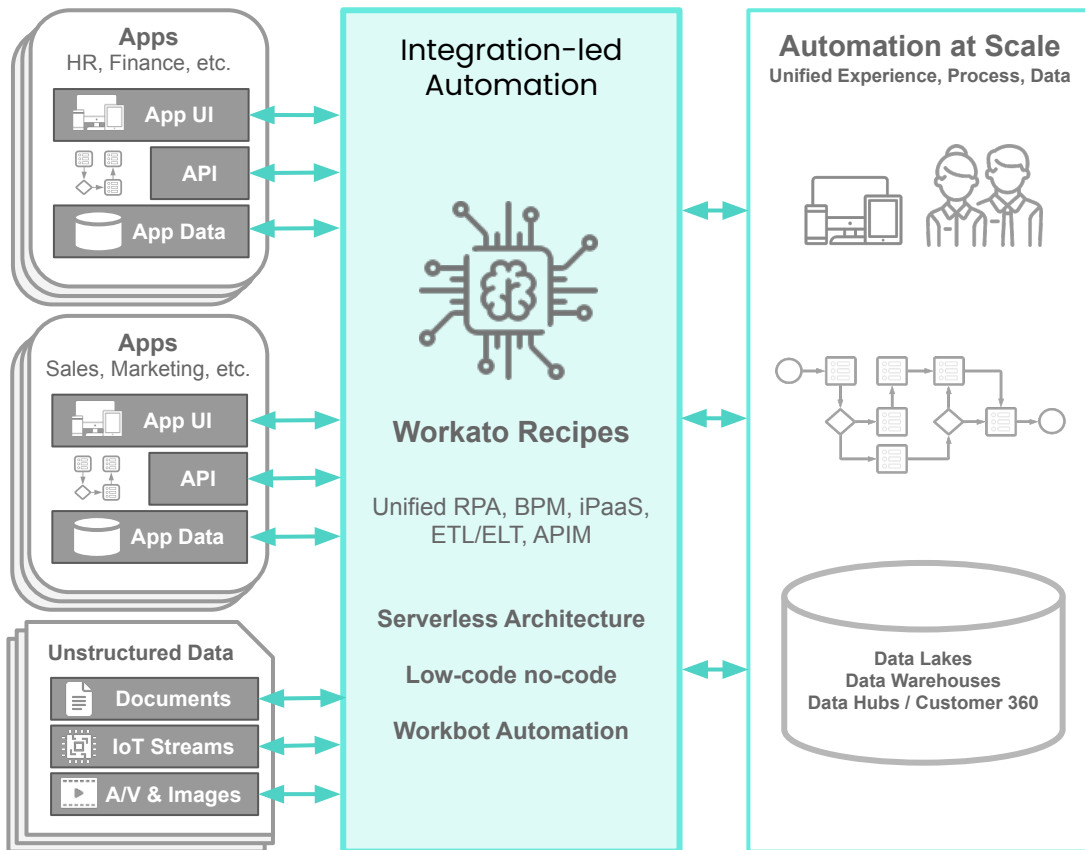 Apps
HR, Finance, etc.
App UI
API
App Data
Apps
Sales, Marketing, etc.
App UI
API
App Data
Unstructured Data
Documents
IoT Streams
A/V & Images
Integration-led
Automation
Workato Recipes
Unified RPA, BPM, iPaaS,
ETL/ELT, APIM
Serverless Architecture
Low-code no-code
Workbot Automation
Automation at Scale
Unified Experience, Process, Data
Data Lakes
Data Warehouses
Data Hubs / Customer 360